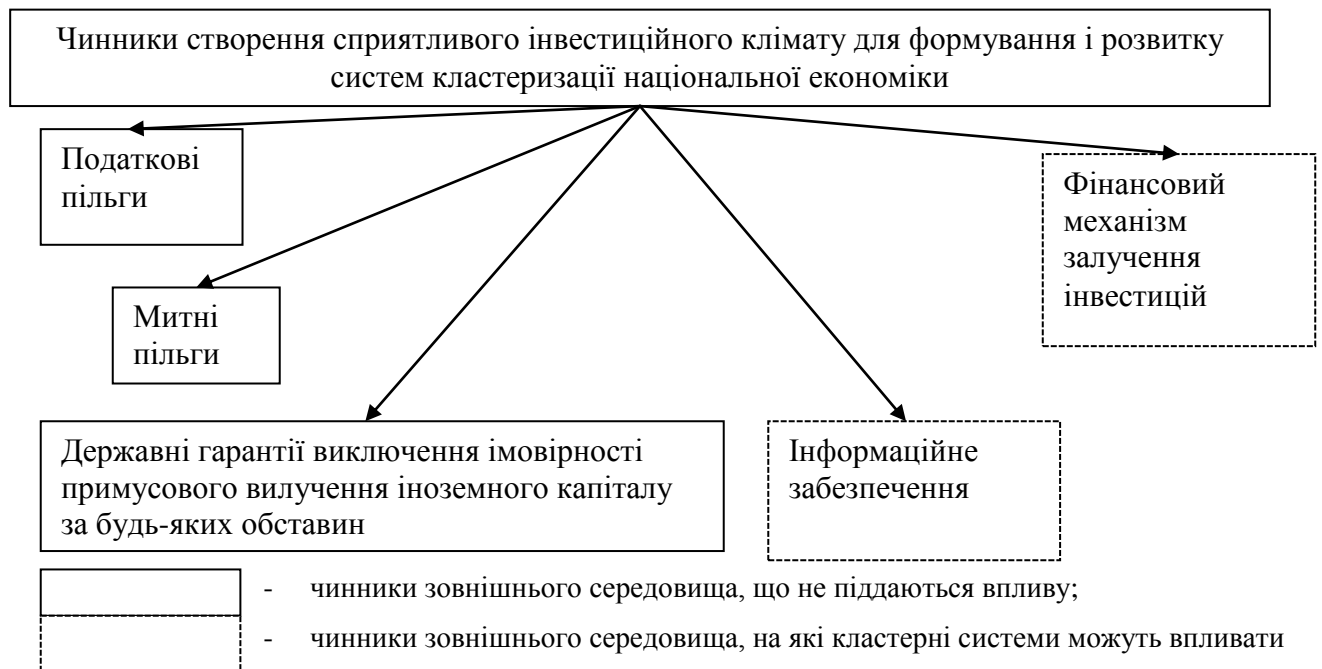 Чинники створення сприятливого інвестиційного клімату для формування і розвитку
систем кластеризації національної економіки
Податкові
пільги
Фінансовий
механізм
залучення
інвестицій
Митні
пільги
Державні гарантії виключення імовірності
примусового вилучення іноземного капіталу
за будь-яких обставин
Інформаційне
забезпечення
- чинники зовнішнього середовища, що не піддаються впливу;
- чинники зовнішнього середовища, на які кластерні системи можуть впливати